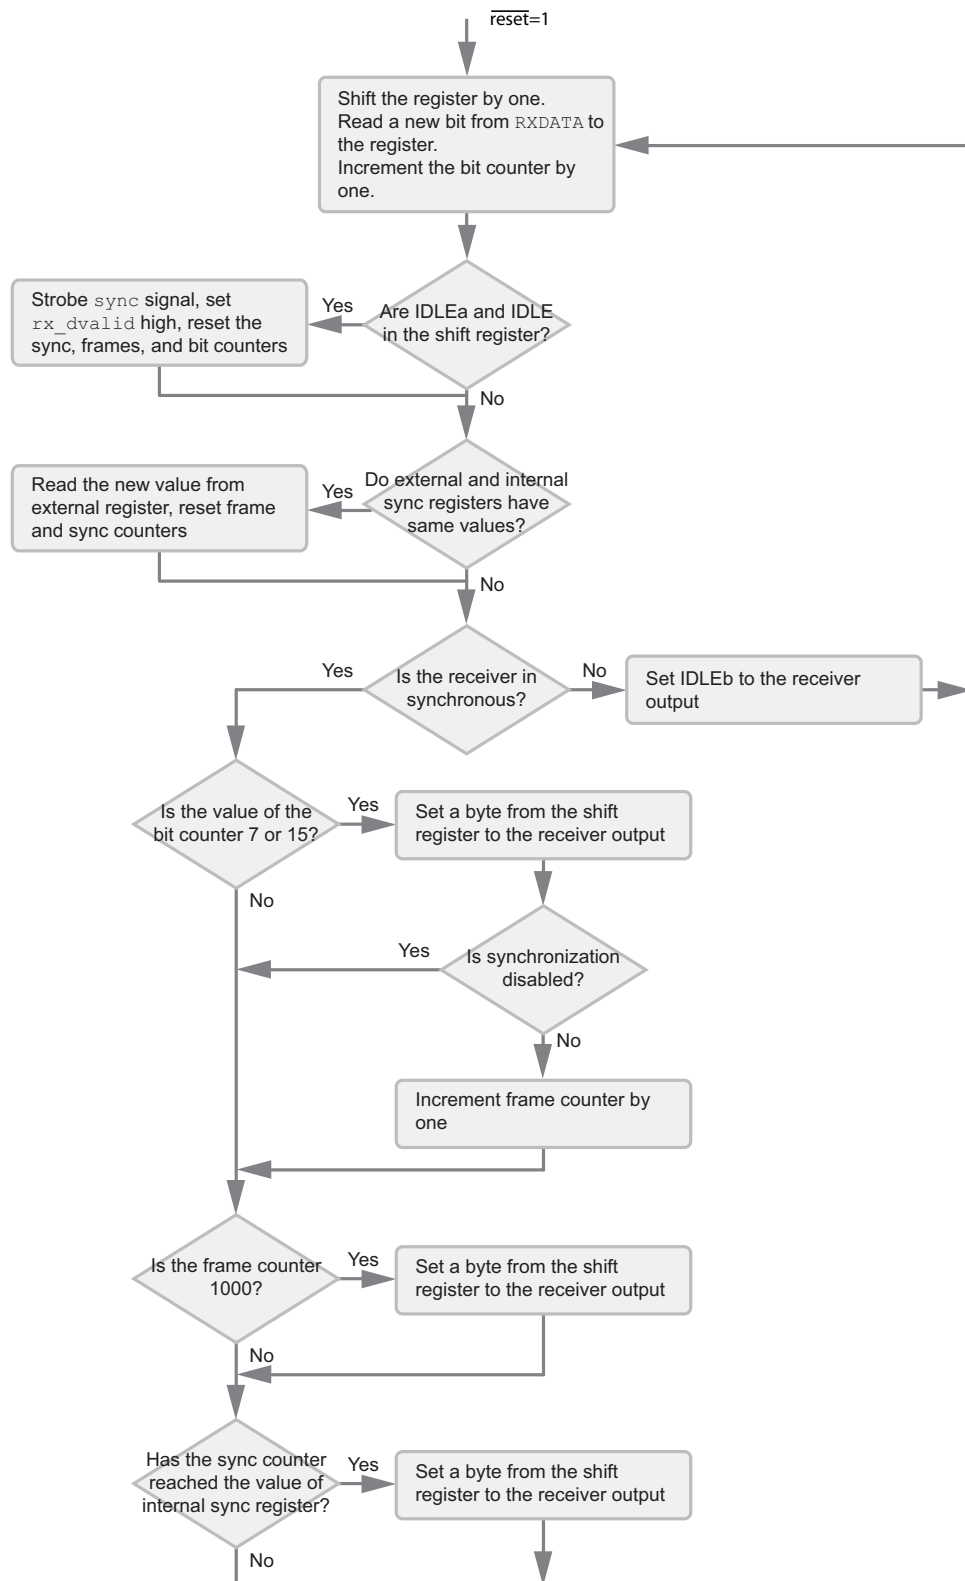 reset=1
Shift the register by one.
Read a new bit from RXDATA to
the register.
Increment the bit counter by
one.
Strobe sync signal, set
rx_dvalid high, reset the
sync, frames, and bit counters
Yes
Are IDLEa and IDLE
in the shift register?
No
Read the new value from
external register, reset frame
and sync counters
Yes
Do external and internal
sync registers have
same values?
No
Yes
Is the receiver in
synchronous?
No
Set IDLEb to the receiver
output
Is the value of the
bit counter 7 or 15?
Yes
Set a byte from the shift
register to the receiver output
No
Yes
Is synchronization
disabled?
No
Increment frame counter by
one
Is the frame counter
1000?
Yes
Set a byte from the shift
register to the receiver output
No
Has the sync counter
reached the value of
internal sync register?
Yes
Set a byte from the shift
register to the receiver output
No